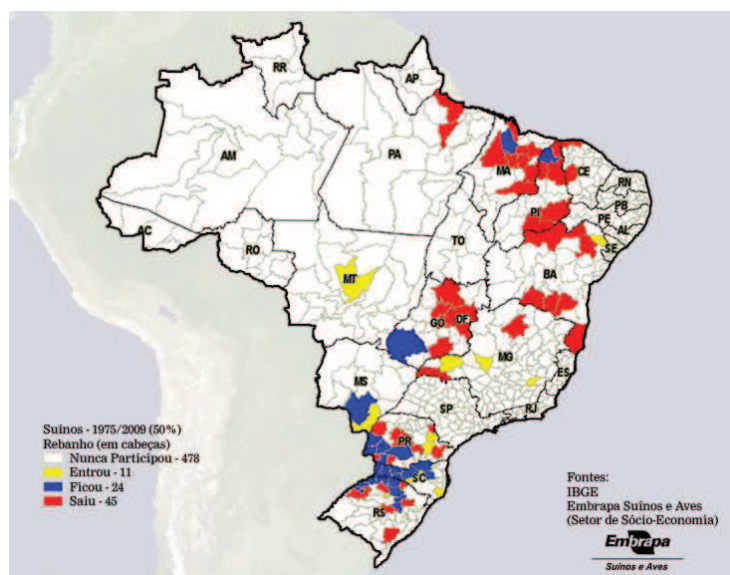 RR
AP
AM
PA
MA
CE
RN
PB
PE
AL
SE
PI
AC
RO
TO
MT
BA
GO
DF
MG
ES
MS
SP
RJ
PR
SC
RS
Suínos - 1975/2009 (50%)
Rebanho (em cabeças)
Nunca Participou - 478
Entrou - 11
Ficou - 24
Saiu - 45
Fontes:
IBGE
Embrapa Suínos e Aves
(Setor de Sócio-Economia)
Embrapa
Suínos e Aves